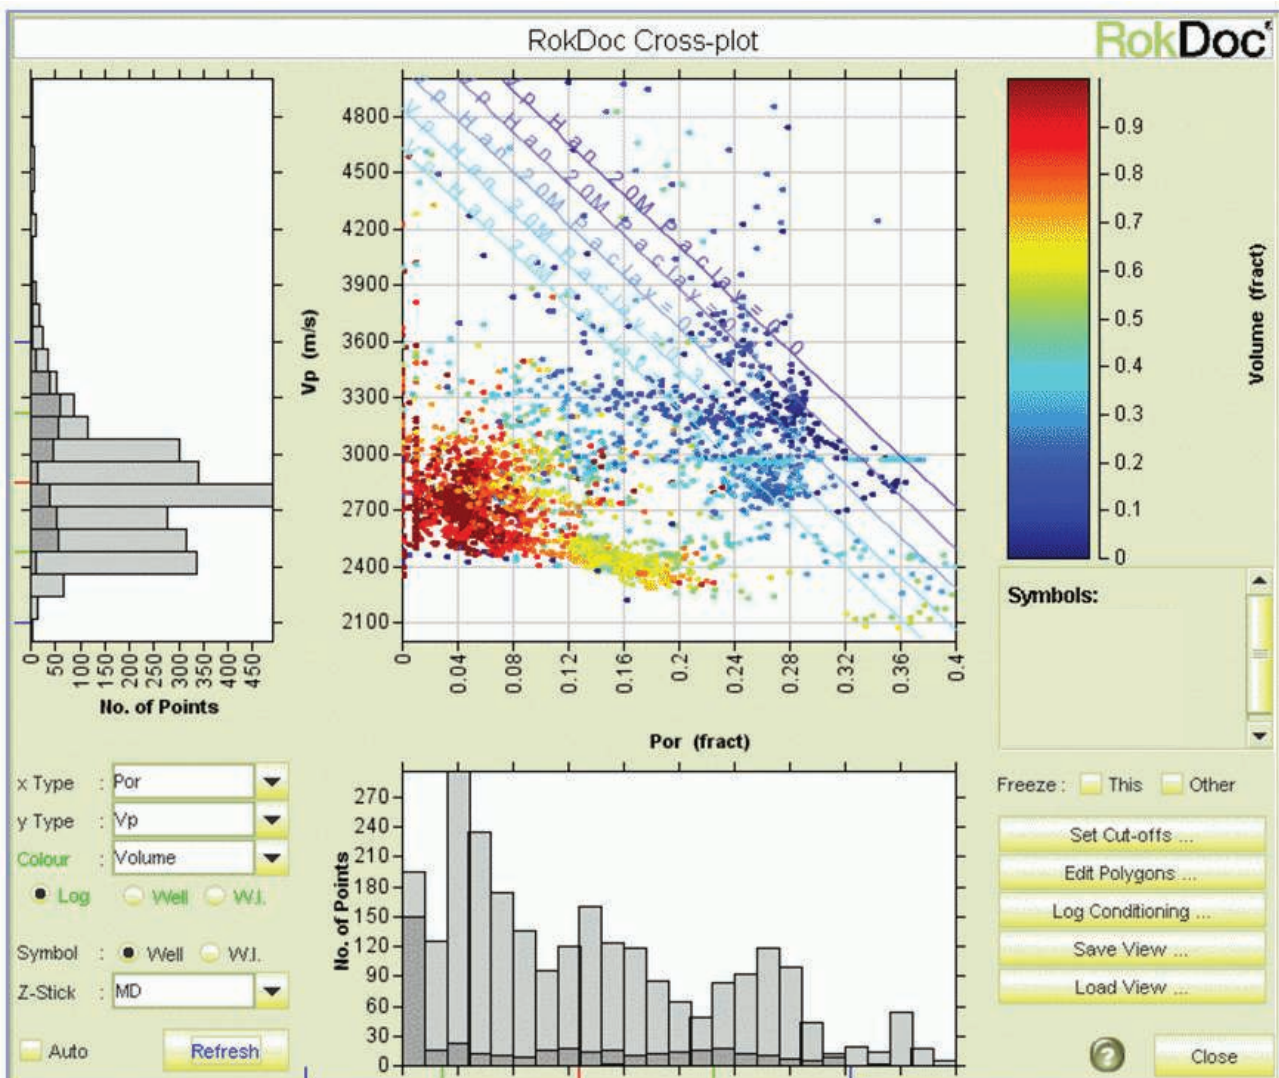 RokDoc Cross-plot
RokDoc
4800
4500
4200
3900
3600
3300
3000
2700
2400
2100
Vp (m/s)
0
50
100
150
200
250
300
350
400
450
No. of Points
Vp Han 20M Paclay=0.0
0
0.04
0.08
0.12
0.16
0.2
0.24
0.28
0.32
0.36
0.4
Por (fract)
0.9
0.8
0.7
0.6
0.5
0.4
0.3
0.2
0.1
0
Volume (fract)
Symbols:
x Type : Por
y Type : Vp
Colour : Volume
Log Well W.I.
Symbol : Well W.I.
Z-Stick : MD
Auto Refresh
270
240
210
180
150
120
90
60
30
0
No. of Points
Freeze : This Other
Set Cut-offs ...
Edit Polygons ...
Log Conditioning ...
Save View ...
Load View ...
?
Close